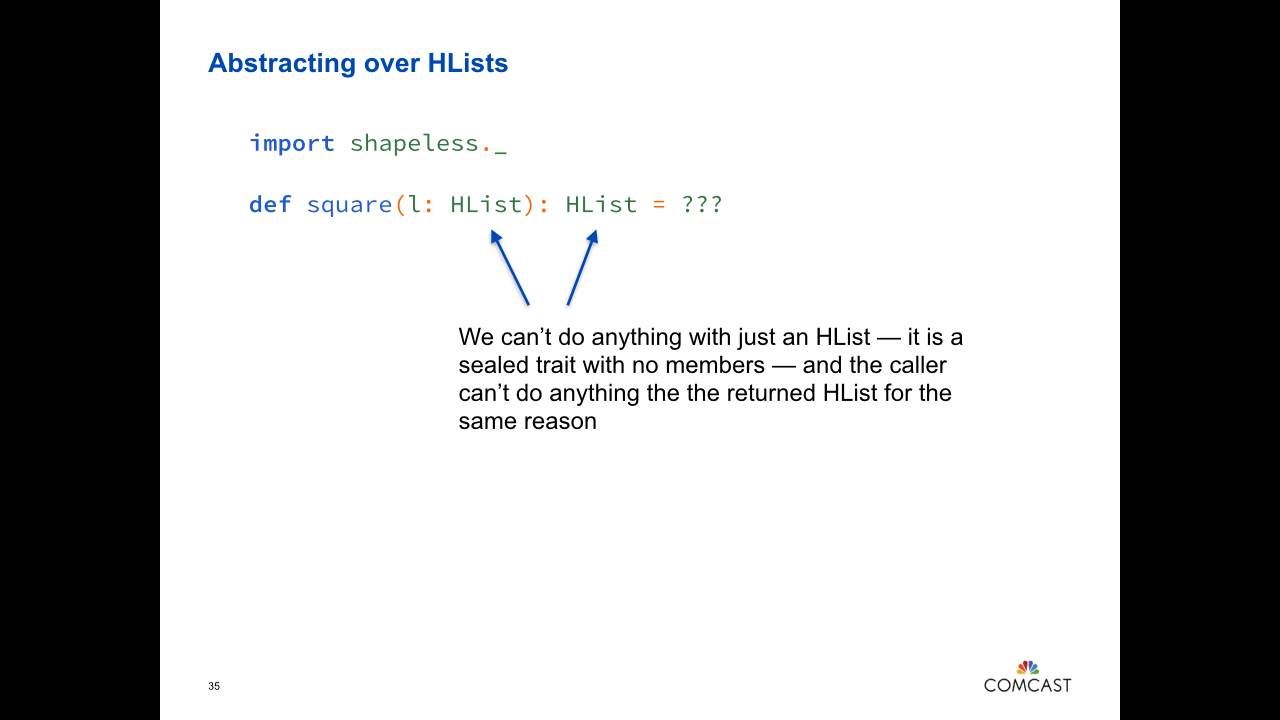 Abstracting over HLists
import shapeless._
def square(l: HList): HList = ???
We can’t do anything with just an HList — it is a
sealed trait with no members — and the caller
can’t do anything the the returned HList for the
same reason
35
COMCAST